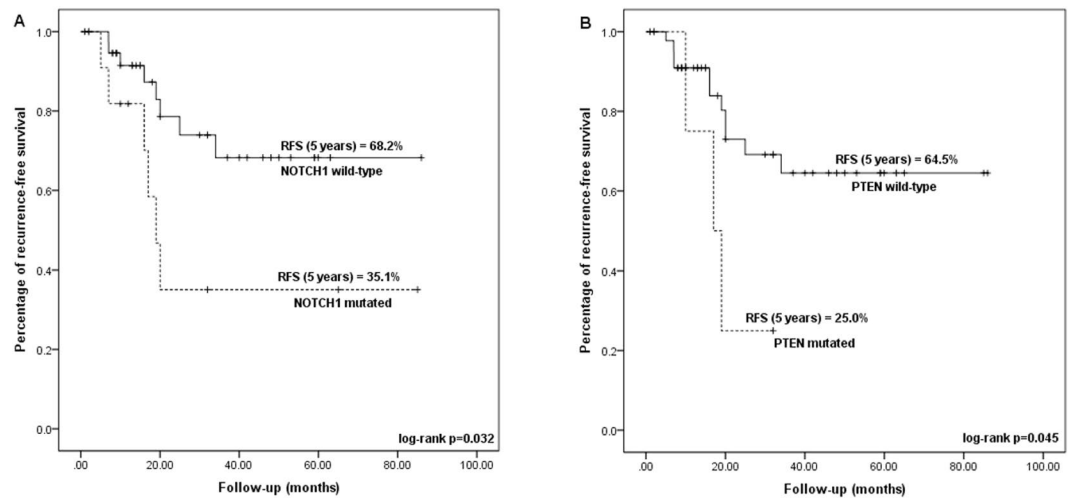 A
Percentage of recurrence-free survival
1.0
0.8
0.6
0.4
0.2
0.0
RFS (5 years) = 68.2%
NOTCH1 wild-type
RFS (5 years) = 35.1%
NOTCH1 mutated
log-rank p=0.032
.00 20.00 40.00 60.00 80.00 100.00
Follow-up (months)
B
Percentage of recurrence-free survival
1.0
0.8
0.6
0.4
0.2
0.0
RFS (5 years) = 64.5%
PTEN wild-type
RFS (5 years) = 25.0%
PTEN mutated
log-rank p=0.045
.00 20.00 40.00 60.00 80.00 100.00
Follow-up (months)